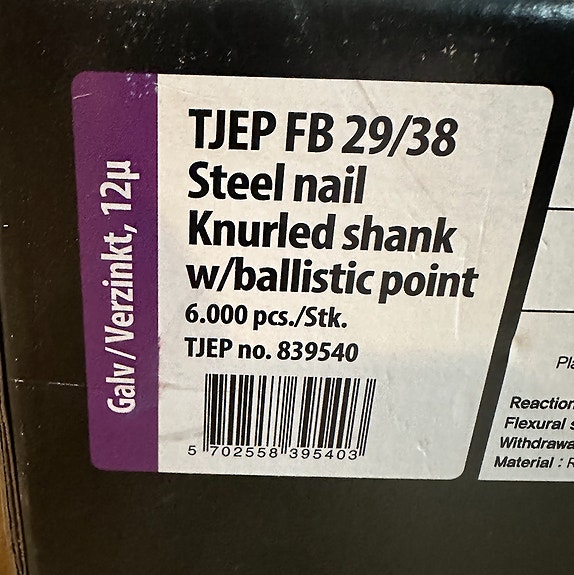 Galv/Verzinkt, 12µ
TJEP FB 29/38
Steel nail
Knurled shank
w/ballistic point
6.000 pcs./Stk.
TJEP no. 839540
5 702558 395403
Reaction
Flexural
Material :